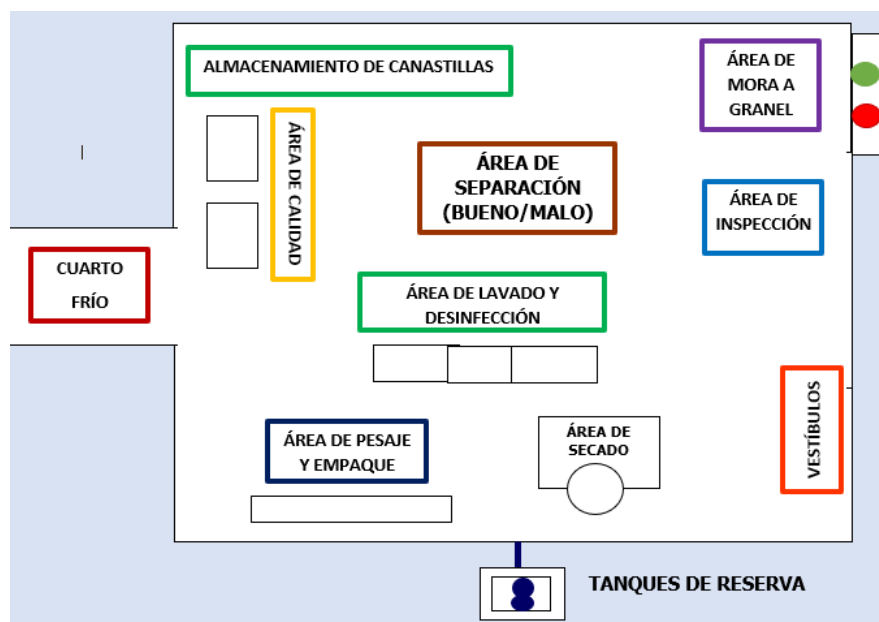 ALMACENAMIENTO DE CANASTILLAS
ÁREA DE
MORA A
GRANEL
ÁREA DE CALIDAD
ÁREA DE
SEPARACIÓN
(BUENO/MALO)
ÁREA DE
INSPECCIÓN
CUARTO
FRÍO
ÁREA DE LAVADO Y
DESINFECCIÓN
VESTÍBULOS
ÁREA DE PESAJE
Y EMPAQUE
ÁREA DE
SECADO
TANQUES DE RESERVA